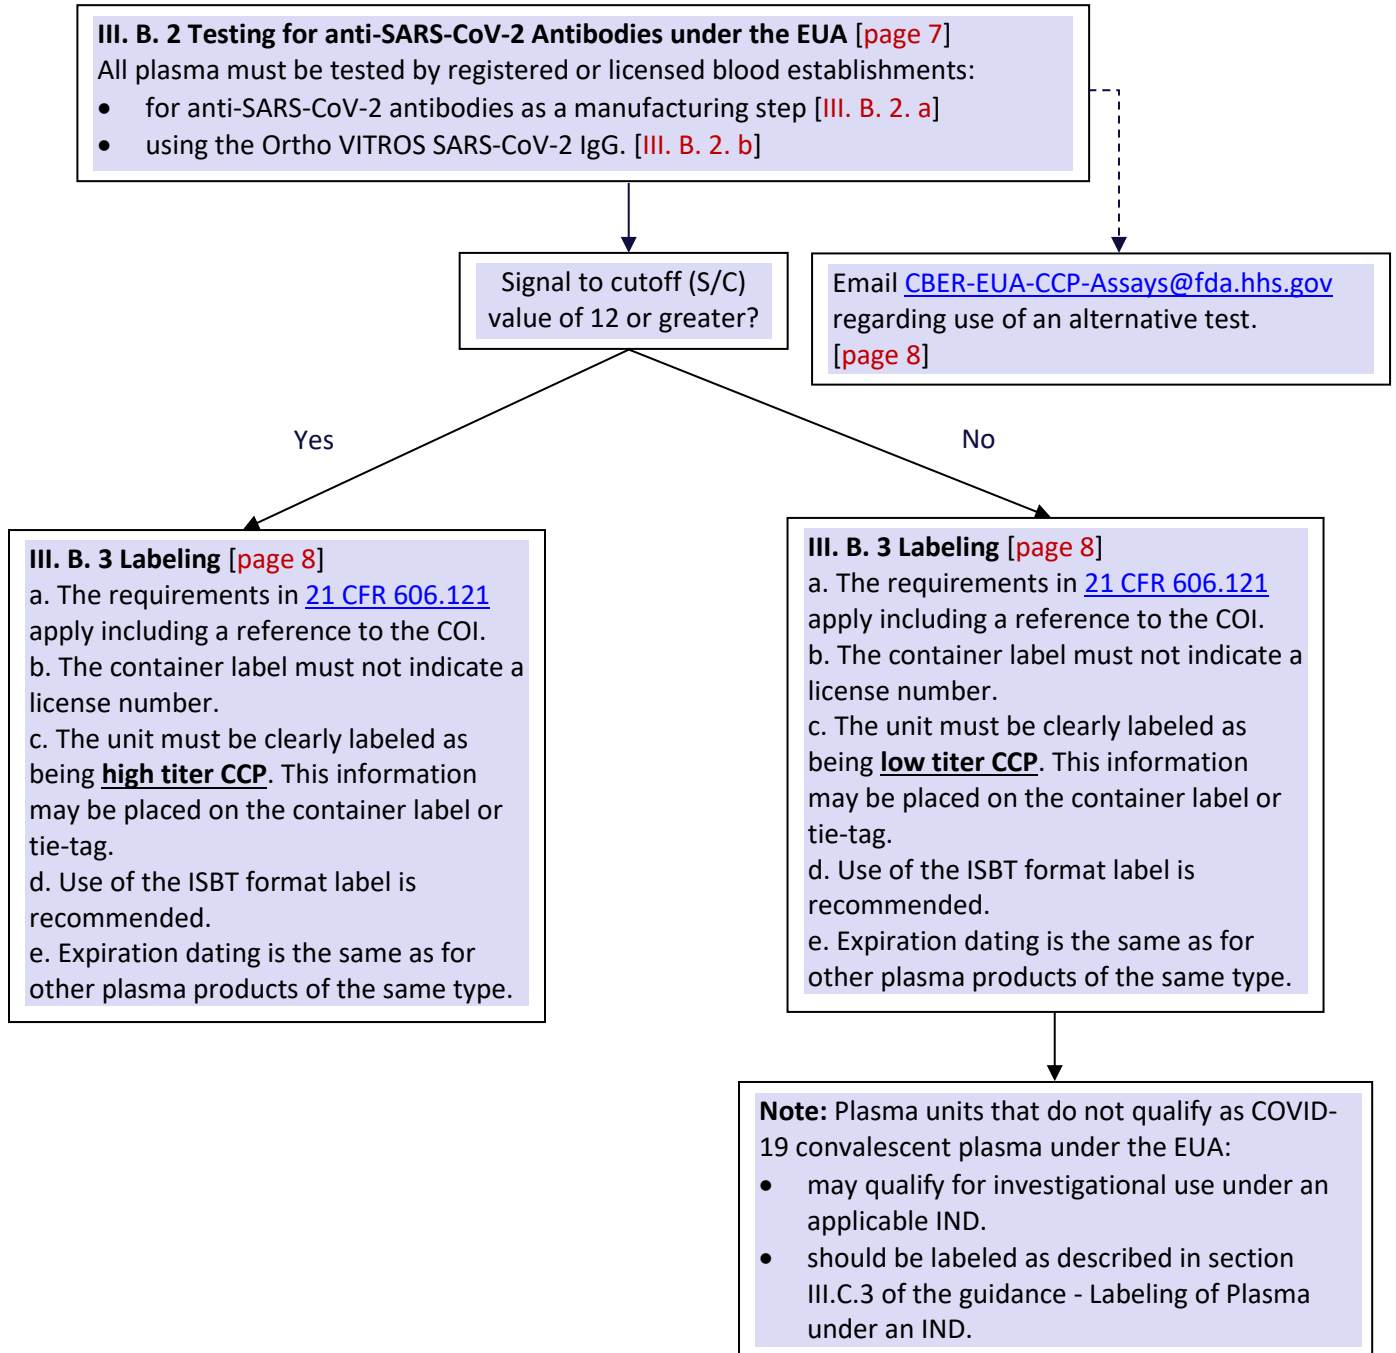 III. B. 2 Testing for anti-SARS-CoV-2 Antibodies under the EUA [page 7]
All plasma must be tested by registered or licensed blood establishments:
• for anti-SARS-CoV-2 antibodies as a manufacturing step [III. B. 2. a]
• using the Ortho VITROS SARS-CoV-2 IgG. [III. B. 2. b]
Signal to cutoff (S/C)
value of 12 or greater?
Email CBER-EUA-CCP-Assays@fda.hhs.gov
regarding use of an alternative test.
[page 8]
Yes
No
III. B. 3 Labeling [page 8]
a. The requirements in 21 CFR 606.121
apply including a reference to the COI.
b. The container label must not indicate a
license number.
c. The unit must be clearly labeled as
being high titer CCP. This information
may be placed on the container label or
tie-tag.
d. Use of the ISBT format label is
recommended.
e. Expiration dating is the same as for
other plasma products of the same type.
III. B. 3 Labeling [page 8]
a. The requirements in 21 CFR 606.121
apply including a reference to the COI.
b. The container label must not indicate a
license number.
c. The unit must be clearly labeled as
being low titer CCP. This information
may be placed on the container label or
tie-tag.
d. Use of the ISBT format label is
recommended.
e. Expiration dating is the same as for
other plasma products of the same type.
Note: Plasma units that do not qualify as COVID-
19 convalescent plasma under the EUA:
• may qualify for investigational use under an
applicable IND.
• should be labeled as described in section
III.C.3 of the guidance - Labeling of Plasma
under an IND.